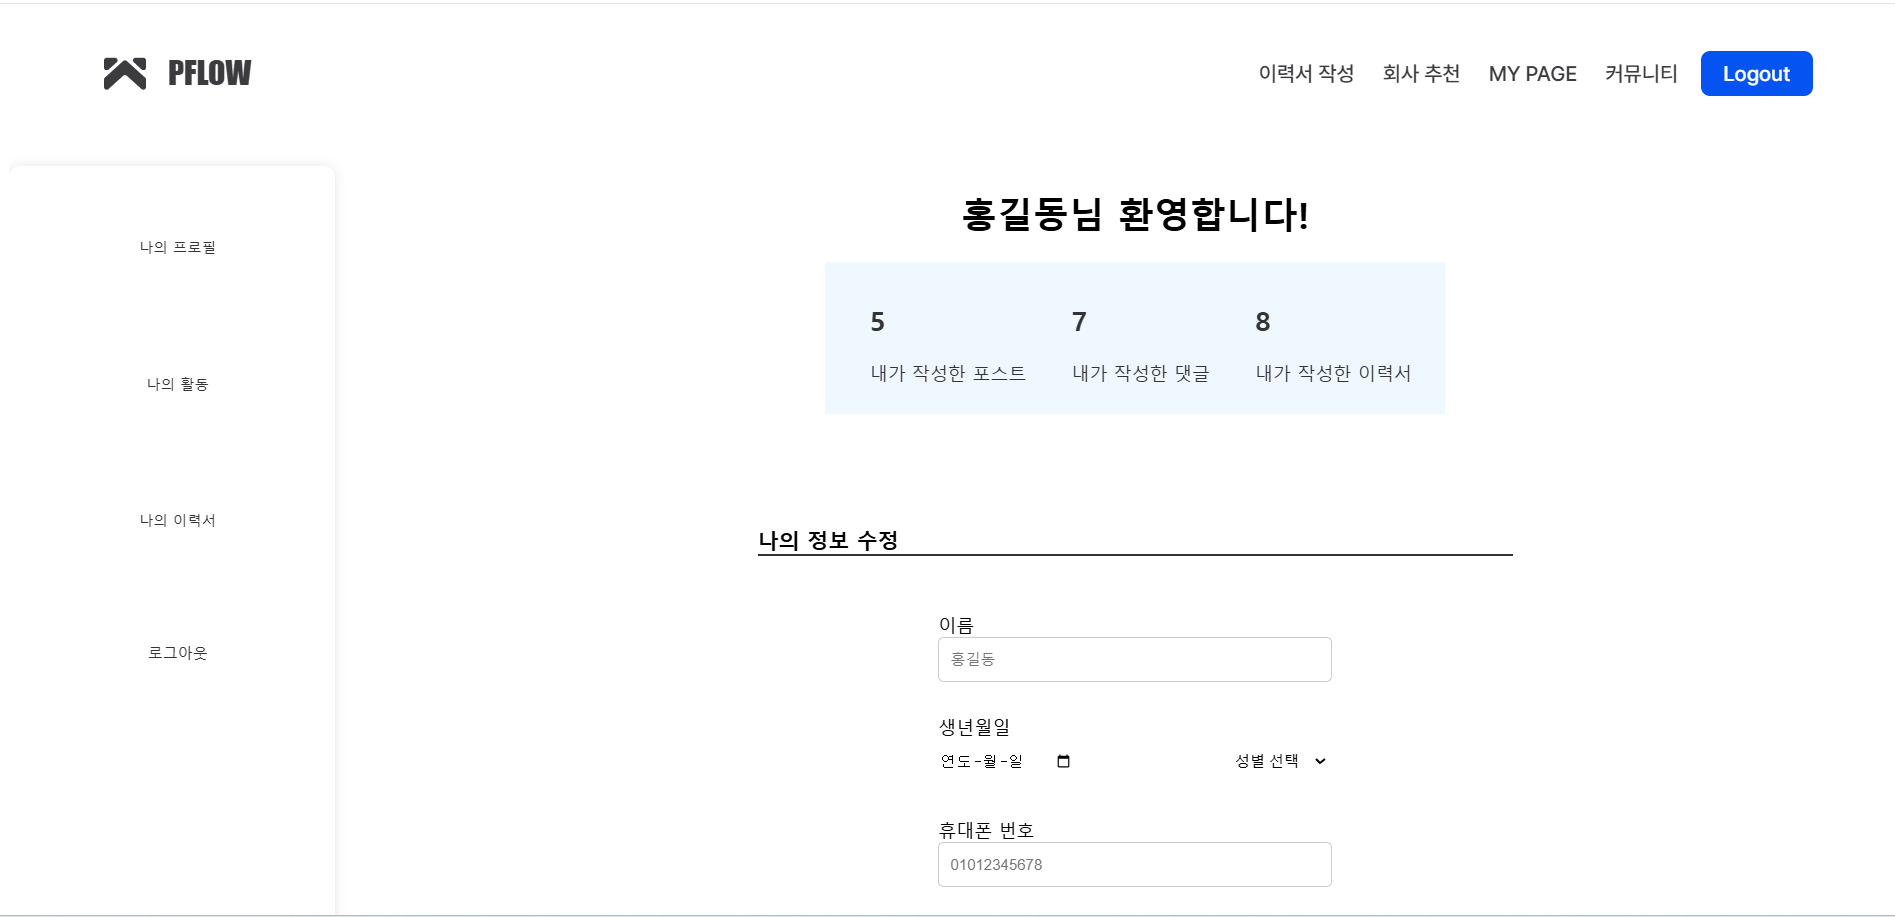 PFLOW
이력서 작성 회사 추천 MY PAGE 커뮤니티 Logout
나의 프로필
나의 활동
나의 이력서
로그아웃
홍길동님 환영합니다!
5 7 8
내가 작성한 포스트 내가 작성한 댓글 내가 작성한 이력서
나의 정보 수정
이름
홍길동
생년월일
연도-월-일 성별 선택
휴대폰 번호
01012345678